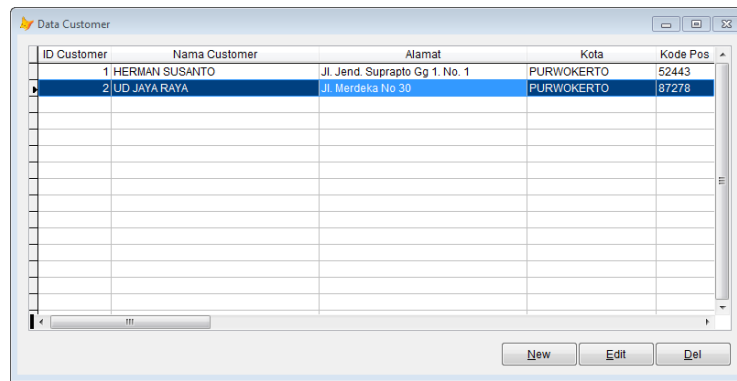 Data Customer
ID Customer Nama Customer Alamat Kota Kode Pos
1 HERMAN SUSANTO Jl. Jend. Suprapto Gg 1. No. 1 PURWOKERTO 52443
2 UD JAYA RAYA Jl. Merdeka No 30 PURWOKERTO 87278
New Edit Del